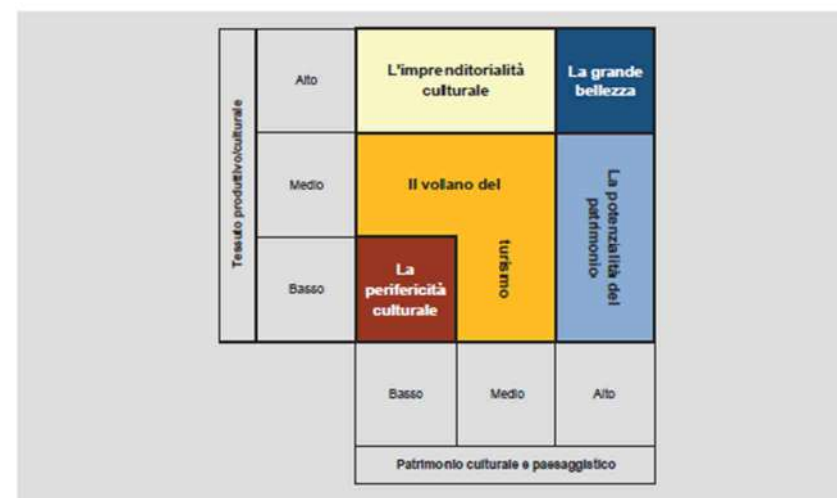 Tessuto produttivo/culturale
Alto
L'imprenditorialità
culturale
La grande
bellezza
Medio
Il volano del
turismo
La potenzialità del
patrimonio
Basso
La
perifericità
culturale
Basso
Medio
Alto
Patrimonio culturale e paesaggistico